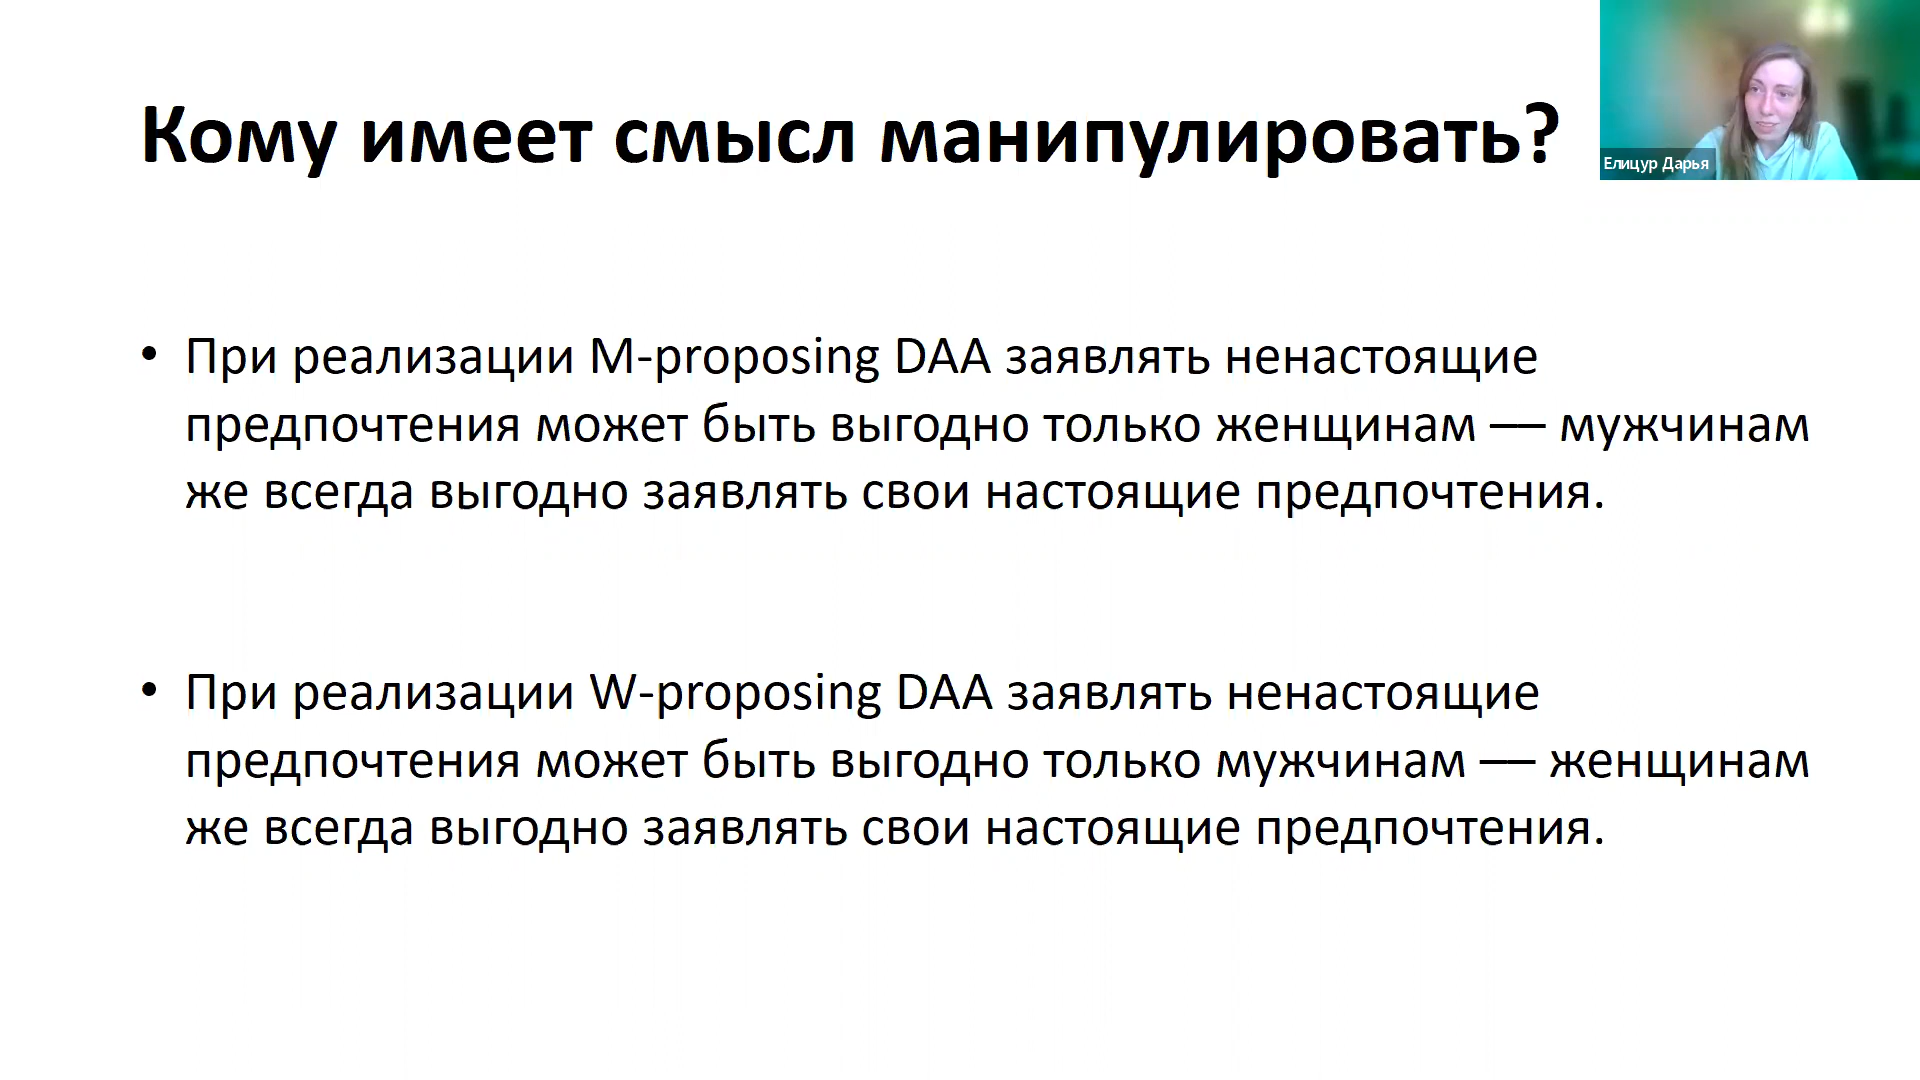 Кому имеет смысл манипулировать?
Елицур Дарья
• При реализации M-proposing DAA заявлять ненастоящие
предпочтения может быть выгодно только женщинам –– мужчинам
же всегда выгодно заявлять свои настоящие предпочтения.
• При реализации W-proposing DAA заявлять ненастоящие
предпочтения может быть выгодно только мужчинам –– женщинам
же всегда выгодно заявлять свои настоящие предпочтения.